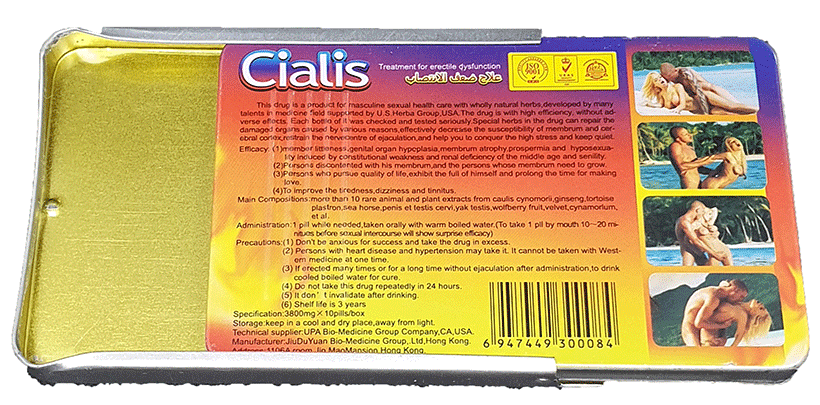 Cialis
Treatment for erectile dysfunction
علاج ضعف الانتصاب
ISO
9001
This drug is a product for masculine sexual health care with wholly natural herbs,developed by many
talents in medicine field supported by U.S.Herba Group,USA.The drug is with high efficiency, without ad-
verse effects. Each bottle of it was checked and tested seriously.Special herbs in the drug can repair the
damaged organs caused by various reasons,effectively decrease the susceptibility of membrum and cer-
ebral cortex,retrain the nervecentre of ejaculation,and help you to conquer the high stress and keep quiet.
Efficacy: (1)member littleness,genital organ hypoplasia,membrum atrophy,prospermia and hyposexua-
lity induced by constitutional weakness and renal deficiency of the middle age and senility.
(2)Persons discontented with his membrum,and the persons whose membrum need to grow.
(3)Persons who pursue quality of life,exhibit the full of himself and prolong the time for making
love.
(4)To improve the tiredness,dizziness and tinnitus.
Main Compositions:more than 10 rare animal and plant extracts from caulis cynomorii,ginseng,tortoise
plastron,sea horse,penis et testis cervi,yak testis,wolfberry fruit,velvet,cynamorium,
et al.
Administration:1 pill while needed,taken orally with warm boiled water.(To take 1 pill by mouth 10~20 mi-
nutues before sexual intercourse will show surprise efficacy)
Precautions:(1) Don't be anxious for success and take the drug in excess.
(2) Persons with heart disease and hypertension may take it. It cannot be taken with West-
ern medicine at one time.
(3) If erected many times or for a long time without ejaculation after administration,to drink
cooled boiled water for cure.
(4) Do not take this drug repeatedly in 24 hours.
(5) It don't invalidate after drinking.
(6) Shelf life is 3 years
Specification:3800mg×10pills/box
Storage:keep in a cool and dry place,away from light.
Technical supplier:UPA Bio-Medicine Group Company,CA,USA.
Manufacturer:JiuDuYuan Bio-Medicine Group,.Ltd,Hong Kong.
Address:1106A room,Jin MaoMansion,Hong Kong
6 947449 300084